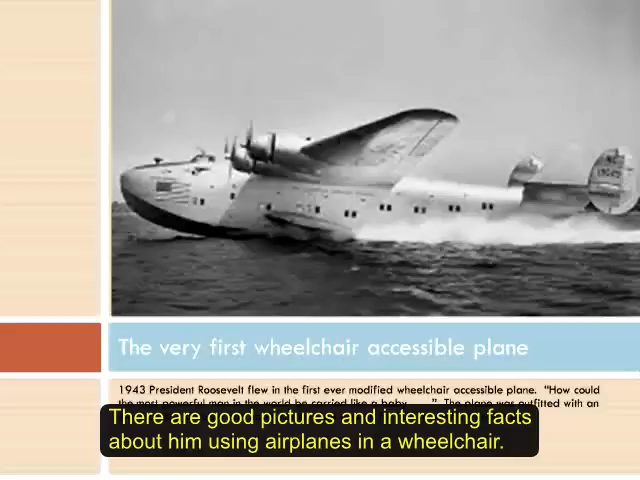 The very first wheelchair accessible plane
1943 President Roosevelt flew in the first ever modified wheelchair accessible plane. "How could
the most powerful man in the world be carried like a baby The plane was outfitted with an
There are good pictures and interesting facts
about him using airplanes in a wheelchair.